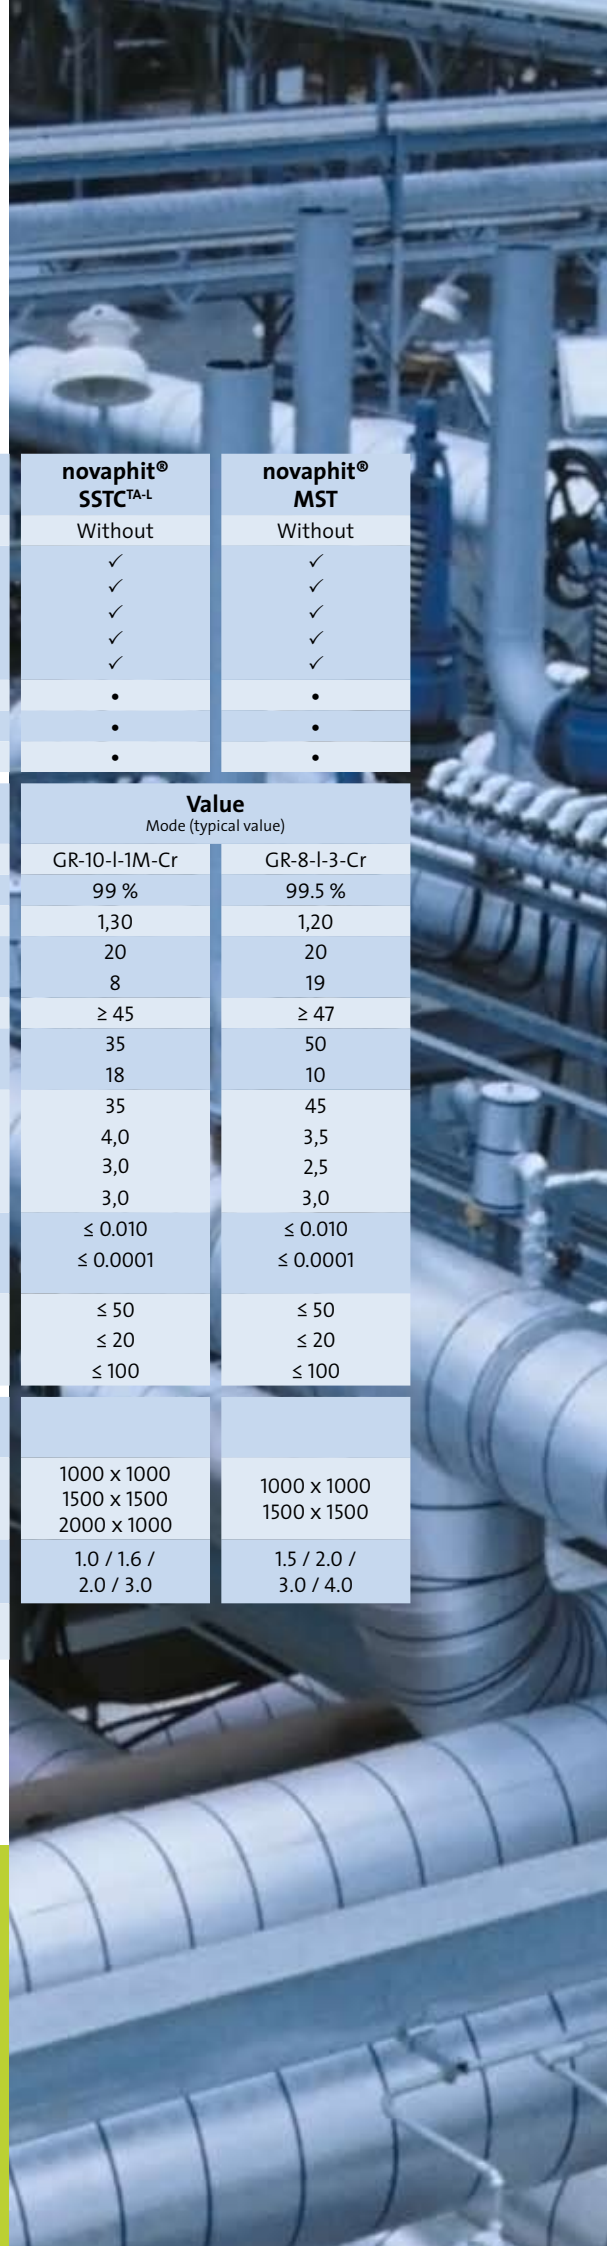 novaphit® novaphit®
SSTCTA-L MST
Without Without
✓ ✓
✓ ✓
✓ ✓
✓ ✓
✓ ✓
• •
• •
• •
Value
Mode (typical value)
GR-10-l-1M-Cr GR-8-l-3-Cr
99 % 99.5 %
1,30 1,20
20 20
8 19
≥ 45 ≥ 47
35 50
18 10
35 45
4,0 3,5
3,0 2,5
3,0 3,0
≤ 0.010 ≤ 0.010
≤ 0.0001 ≤ 0.0001
≤ 50 ≤ 50
≤ 20 ≤ 20
≤ 100 ≤ 100
1000 x 1000
1500 x 1500
2000 x 1000
1000 x 1000
1500 x 1500
1.0 / 1.6 /
2.0 / 3.0
1.5 / 2.0 /
3.0 / 4.0